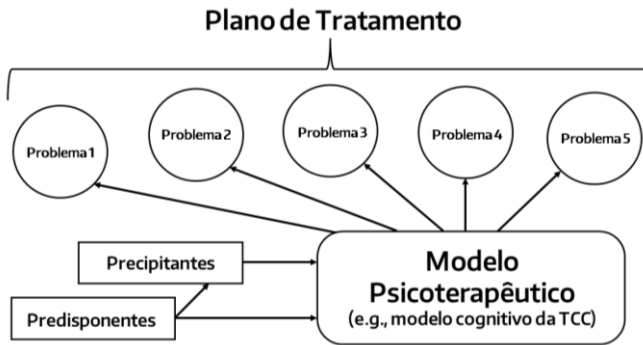 Plano de Tratamento
Problema 1
Problema 2
Problema 3
Problema 4
Problema 5
Precipitantes
Predisponentes
Modelo
Psicoterapêutico
(e.g., modelo cognitivo da TCC)